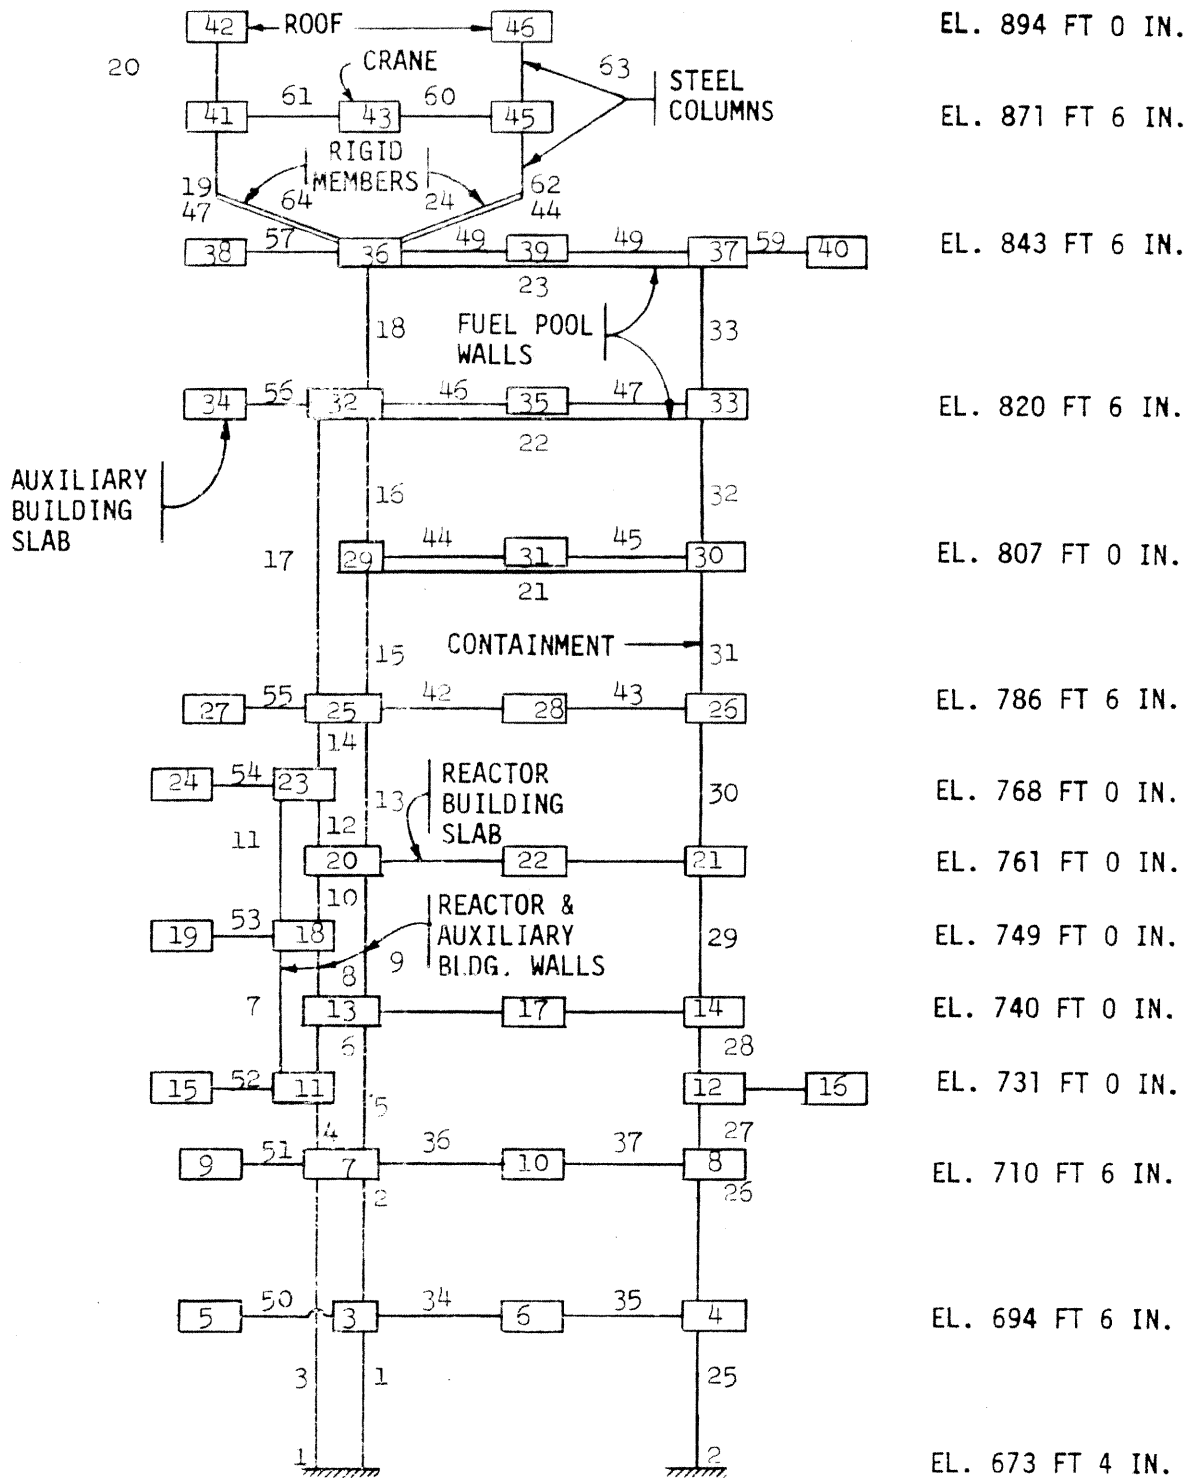 42 ROOF 46 EL. 894 FT 0 IN.
20 CRANE 63 STEEL
COLUMNS
61 60
41 43 45 EL. 871 FT 6 IN.
RIGID
MEMBERS
19 64 24 62
47 44
57 49 49 59
38 36 39 37 40 EL. 843 FT 6 IN.
23
18 FUEL POOL
WALLS 33
56 46 47
34 32 35 33 EL. 820 FT 6 IN.
22
AUXILIARY
BUILDING
SLAB
16 32
17 44 45
29 31 30 EL. 807 FT 0 IN.
21
15 CONTAINMENT 31
55 42 43
27 25 28 26 EL. 786 FT 6 IN.
14
54 REACTOR
BUILDING
SLAB
24 23 13 30 EL. 768 FT 0 IN.
11 12
20 22 21 EL. 761 FT 0 IN.
10 REACTOR &
AUXILIARY
BLDG. WALLS
53
19 18 29 EL. 749 FT 0 IN.
9
7 8
13 17 14 EL. 740 FT 0 IN.
6 28
52
15 11 12 16 EL. 731 FT 0 IN.
5
4 27
51 36 37
9 7 10 8 EL. 710 FT 6 IN.
2 26
50 34 35
5 3 6 4 EL. 694 FT 6 IN.
3 1 25
1 2 EL. 673 FT 4 IN.